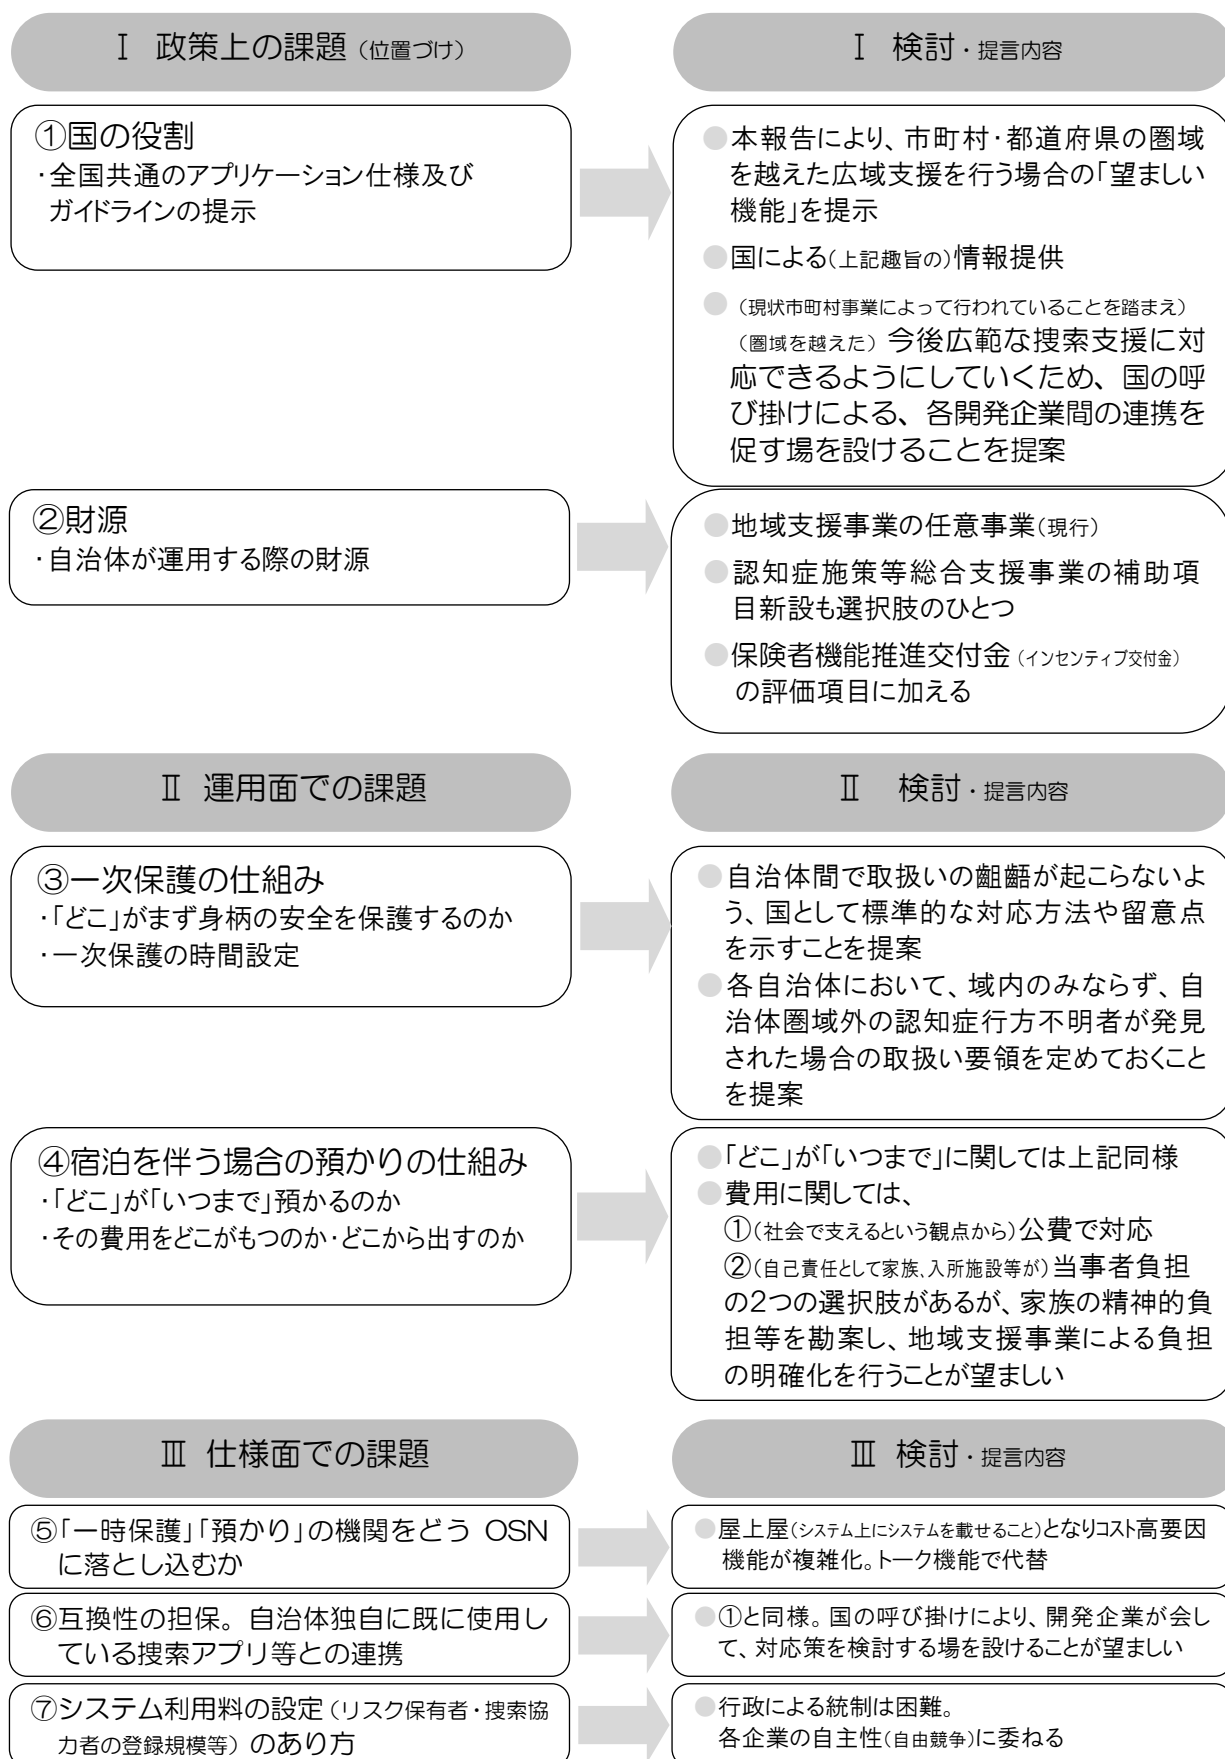 Ⅰ 政策上の課題（位置づけ）
Ⅰ 検討・提言内容
①国の役割
・全国共通のアプリケーション仕様及び
ガイドラインの提示
●本報告により、市町村・都道府県の圏域
を越えた広域支援を行う場合の「望ましい
機能」を提示
●国による（上記趣旨の）情報提供
●（現状市町村事業によって行われていることを踏まえ）
（圏域を越えた）今後広範な捜索支援に対
応できるようにしていくため、国の呼
び掛けによる、各開発企業間の連携を
促す場を設けることを提案
②財源
・自治体が運用する際の財源
●地域支援事業の任意事業（現行）
●認知症施策等総合支援事業の補助項
目新設も選択肢のひとつ
●保険者機能推進交付金（インセンティブ交付金）
の評価項目に加える
Ⅱ 運用面での課題
Ⅱ 検討・提言内容
③一次保護の仕組み
・「どこ」がまず身柄の安全を保護するのか
・一次保護の時間設定
●自治体間で取扱いの齟齬が起こらないよ
う、国として標準的な対応方法や留意点
を示すことを提案
●各自治体において、域内のみならず、自
治体圏域外の認知症行方不明者が発見
された場合の取扱い要領を定めておくこと
を提案
④宿泊を伴う場合の預かりの仕組み
・「どこ」が「いつまで」預かるのか
・その費用をどこがもつのか・どこから出すのか
●「どこ」が「いつまで」に関しては上記同様
●費用に関しては、
①（社会で支えるという観点から）公費で対応
②（自己責任として家族、入所施設等が）当事者負担
の2つの選択肢があるが、家族の精神的負
担等を勘案し、地域支援事業による負担
の明確化を行うことが望ましい
Ⅲ 仕様面での課題
Ⅲ 検討・提言内容
⑤「一時保護」「預かり」の機関をどう OSN
に落とし込むか
●屋上屋（システム上にシステムを載せること）となりコスト高要因
機能が複雑化。トーク機能で代替
⑥互換性の担保。自治体独自に既に使用し
ている捜索アプリ等との連携
●①と同様。国の呼び掛けにより、開発企業が会し
て、対応策を検討する場を設けることが望ましい
⑦システム利用料の設定（リスク保有者・捜索協
力者の登録規模等）のあり方
●行政による統制は困難。
各企業の自主性（自由競争）に委ねる